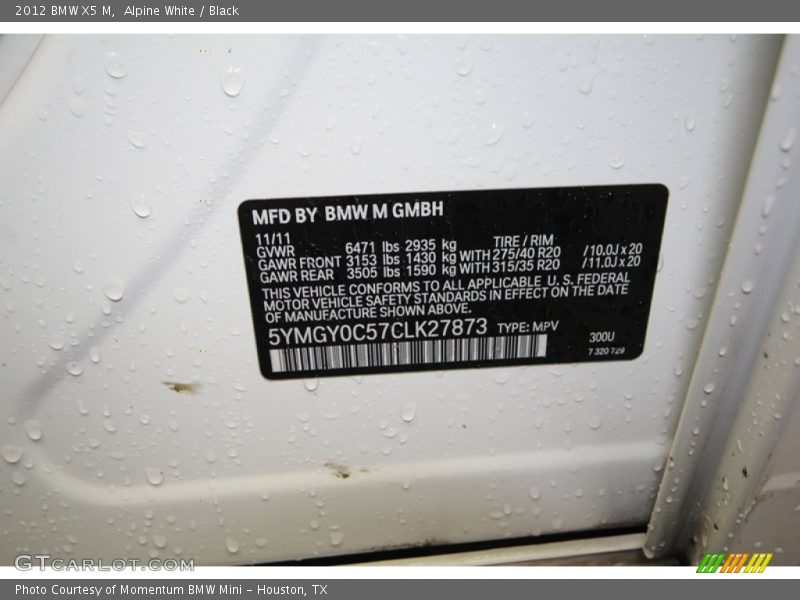 2012 BMW X5 M,  Alpine White / Black
MFD BY BMW M GMBH
11/11
GVWR 6471 lbs 2935 kg TIRE / RIM
GAWR FRONT 3153 lbs 1430 kg WITH 275/40 R20 /10.0J x 20
GAWR REAR 3505 lbs 1590 kg WITH 315/35 R20 /11.0J x 20
THIS VEHICLE CONFORMS TO ALL APPLICABLE U.S. FEDERAL
MOTOR VEHICLE SAFETY STANDARDS IN EFFECT ON THE DATE
OF MANUFACTURE SHOWN ABOVE.
5YMGY0C57CLK27873 TYPE: MPV
300U
7 320 729
GTCARLOT.COM
Photo Courtesy of Momentum BMW Mini - Houston, TX